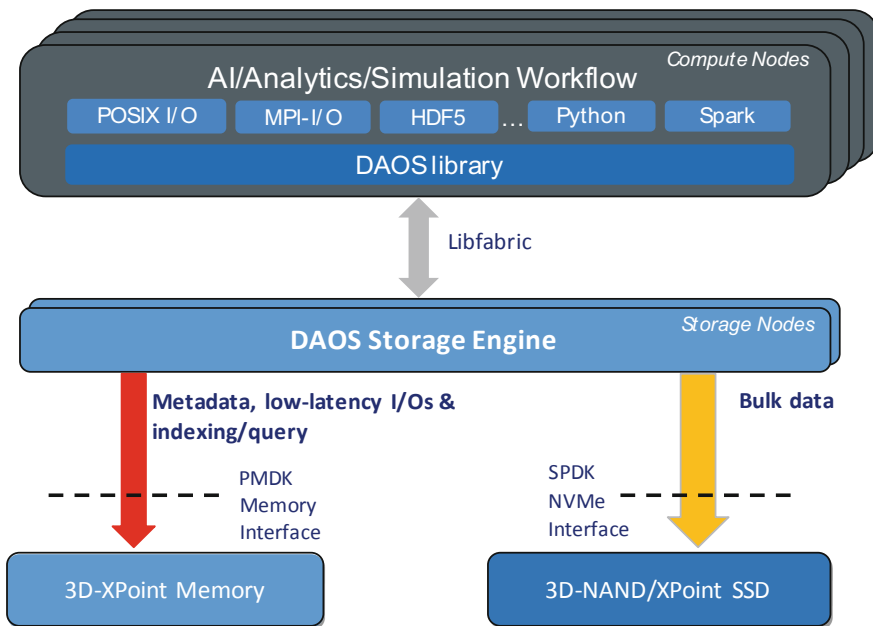 Compute Nodes
AI/Analytics/Simulation Workflow
POSIX I/O MPI-I/O HDF5 ... Python Spark
DAOS library
Libfabric
Storage Nodes
DAOS Storage Engine
Metadata, low-latency I/Os &
indexing/query
Bulk data
PMDK
Memory
Interface
SPDK
NVMe
Interface
3D-XPoint Memory
3D-NAND/XPoint SSD